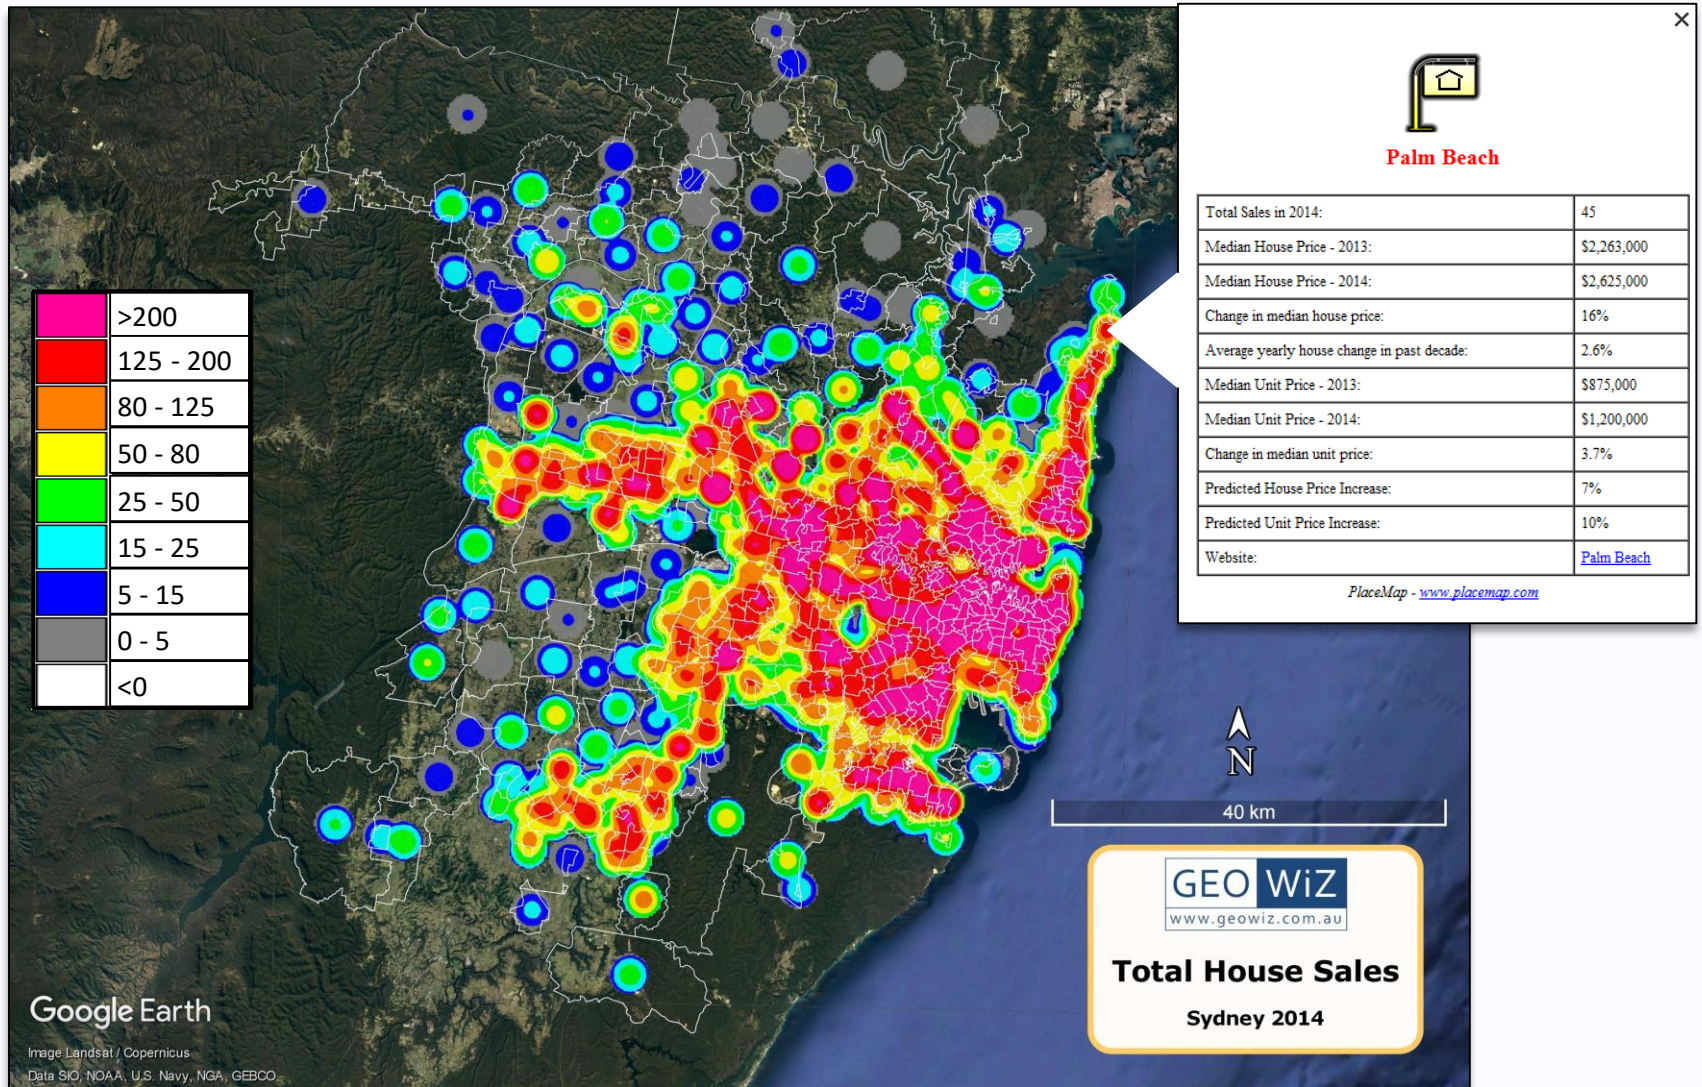 >200
125 - 200
80 - 125
50 - 80
25 - 50
15 - 25
5 - 15
0 - 5
<0
Palm Beach
Total Sales in 2014: 45
Median House Price - 2013: $2,263,000
Median House Price - 2014: $2,625,000
Change in median house price: 16%
Average yearly house change in past decade: 2.6%
Median Unit Price - 2013: $875,000
Median Unit Price - 2014: $1,200,000
Change in median unit price: 3.7%
Predicted House Price Increase: 7%
Predicted Unit Price Increase: 10%
Website: Palm Beach
PlaceMap - www.placemap.com
N
40 km
GEO WiZ
www.geowiz.com.au
Total House Sales
Sydney 2014
Google Earth
Image Landsat / Copernicus
Data SIO, NOAA, U.S. Navy, NGA, GEBCO